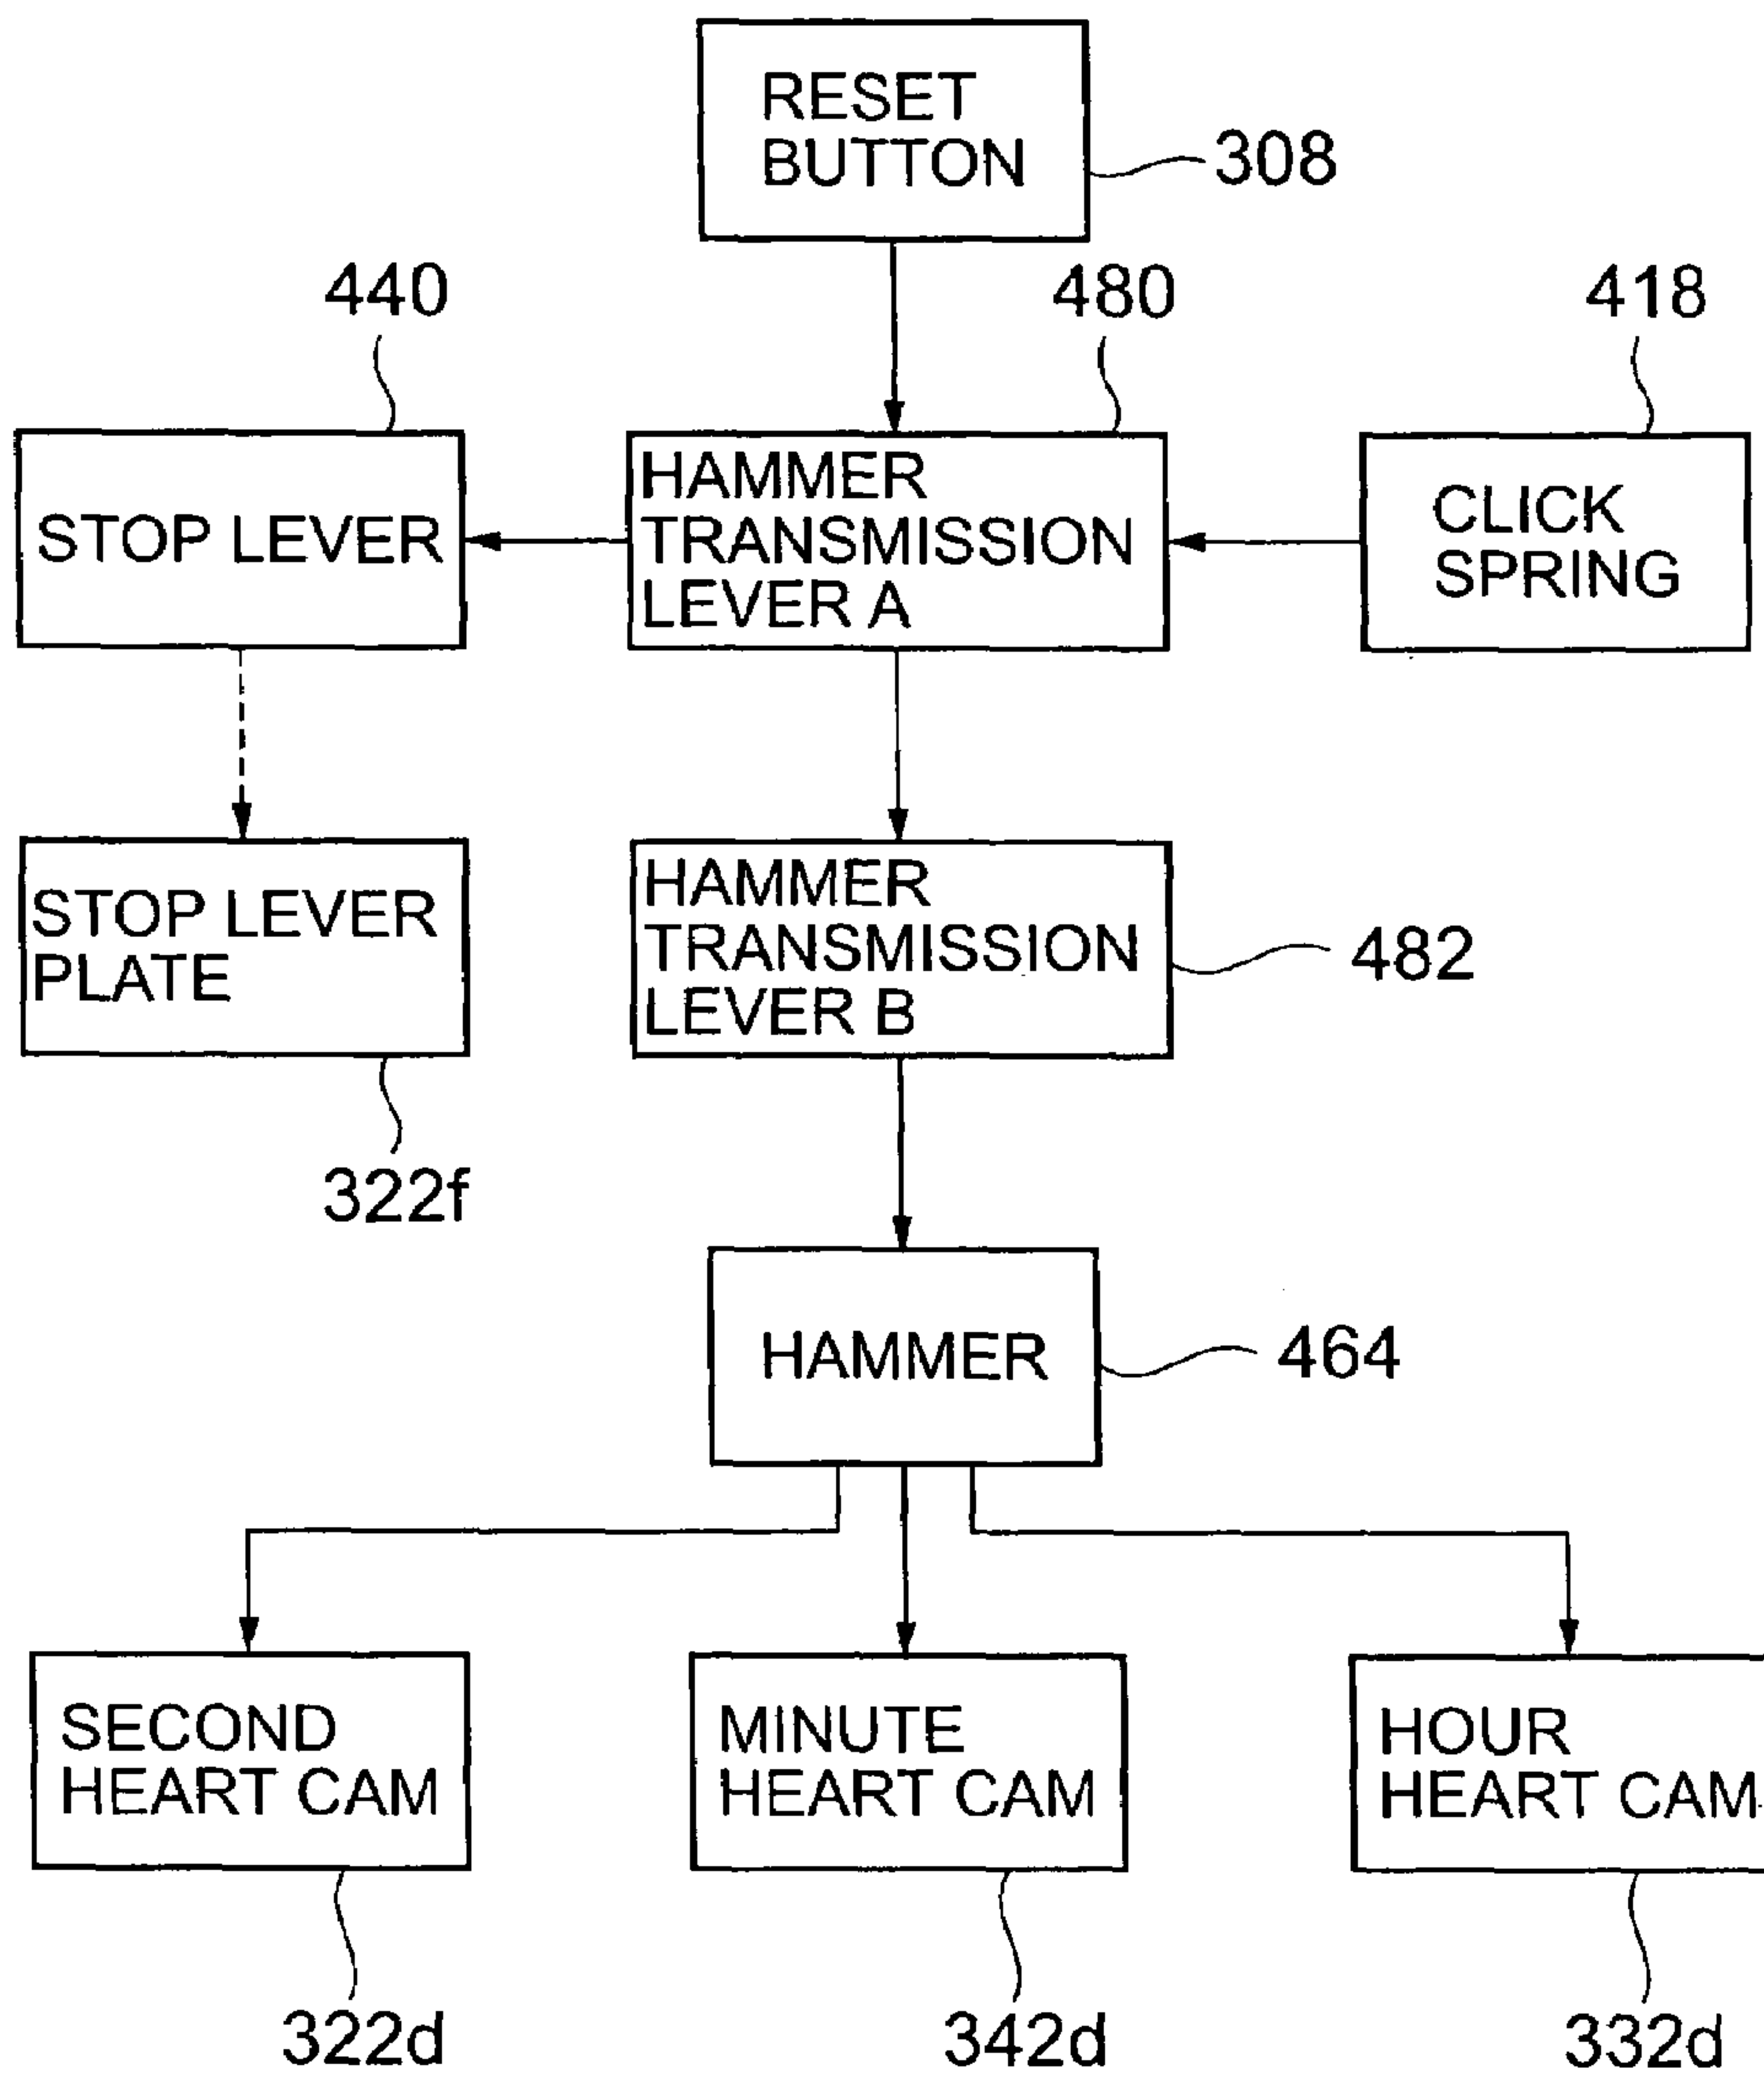 RESET
BUTTON
308
440
480
418
STOP LEVER
HAMMER
TRANSMISSION
LEVER A
CLICK
SPRING
STOP LEVER
PLATE
HAMMER
TRANSMISSION
LEVER B
482
322f
HAMMER
464
SECOND
HEART CAM
MINUTE
HEART CAM
HOUR
HEART CAM
322d
342d
332d